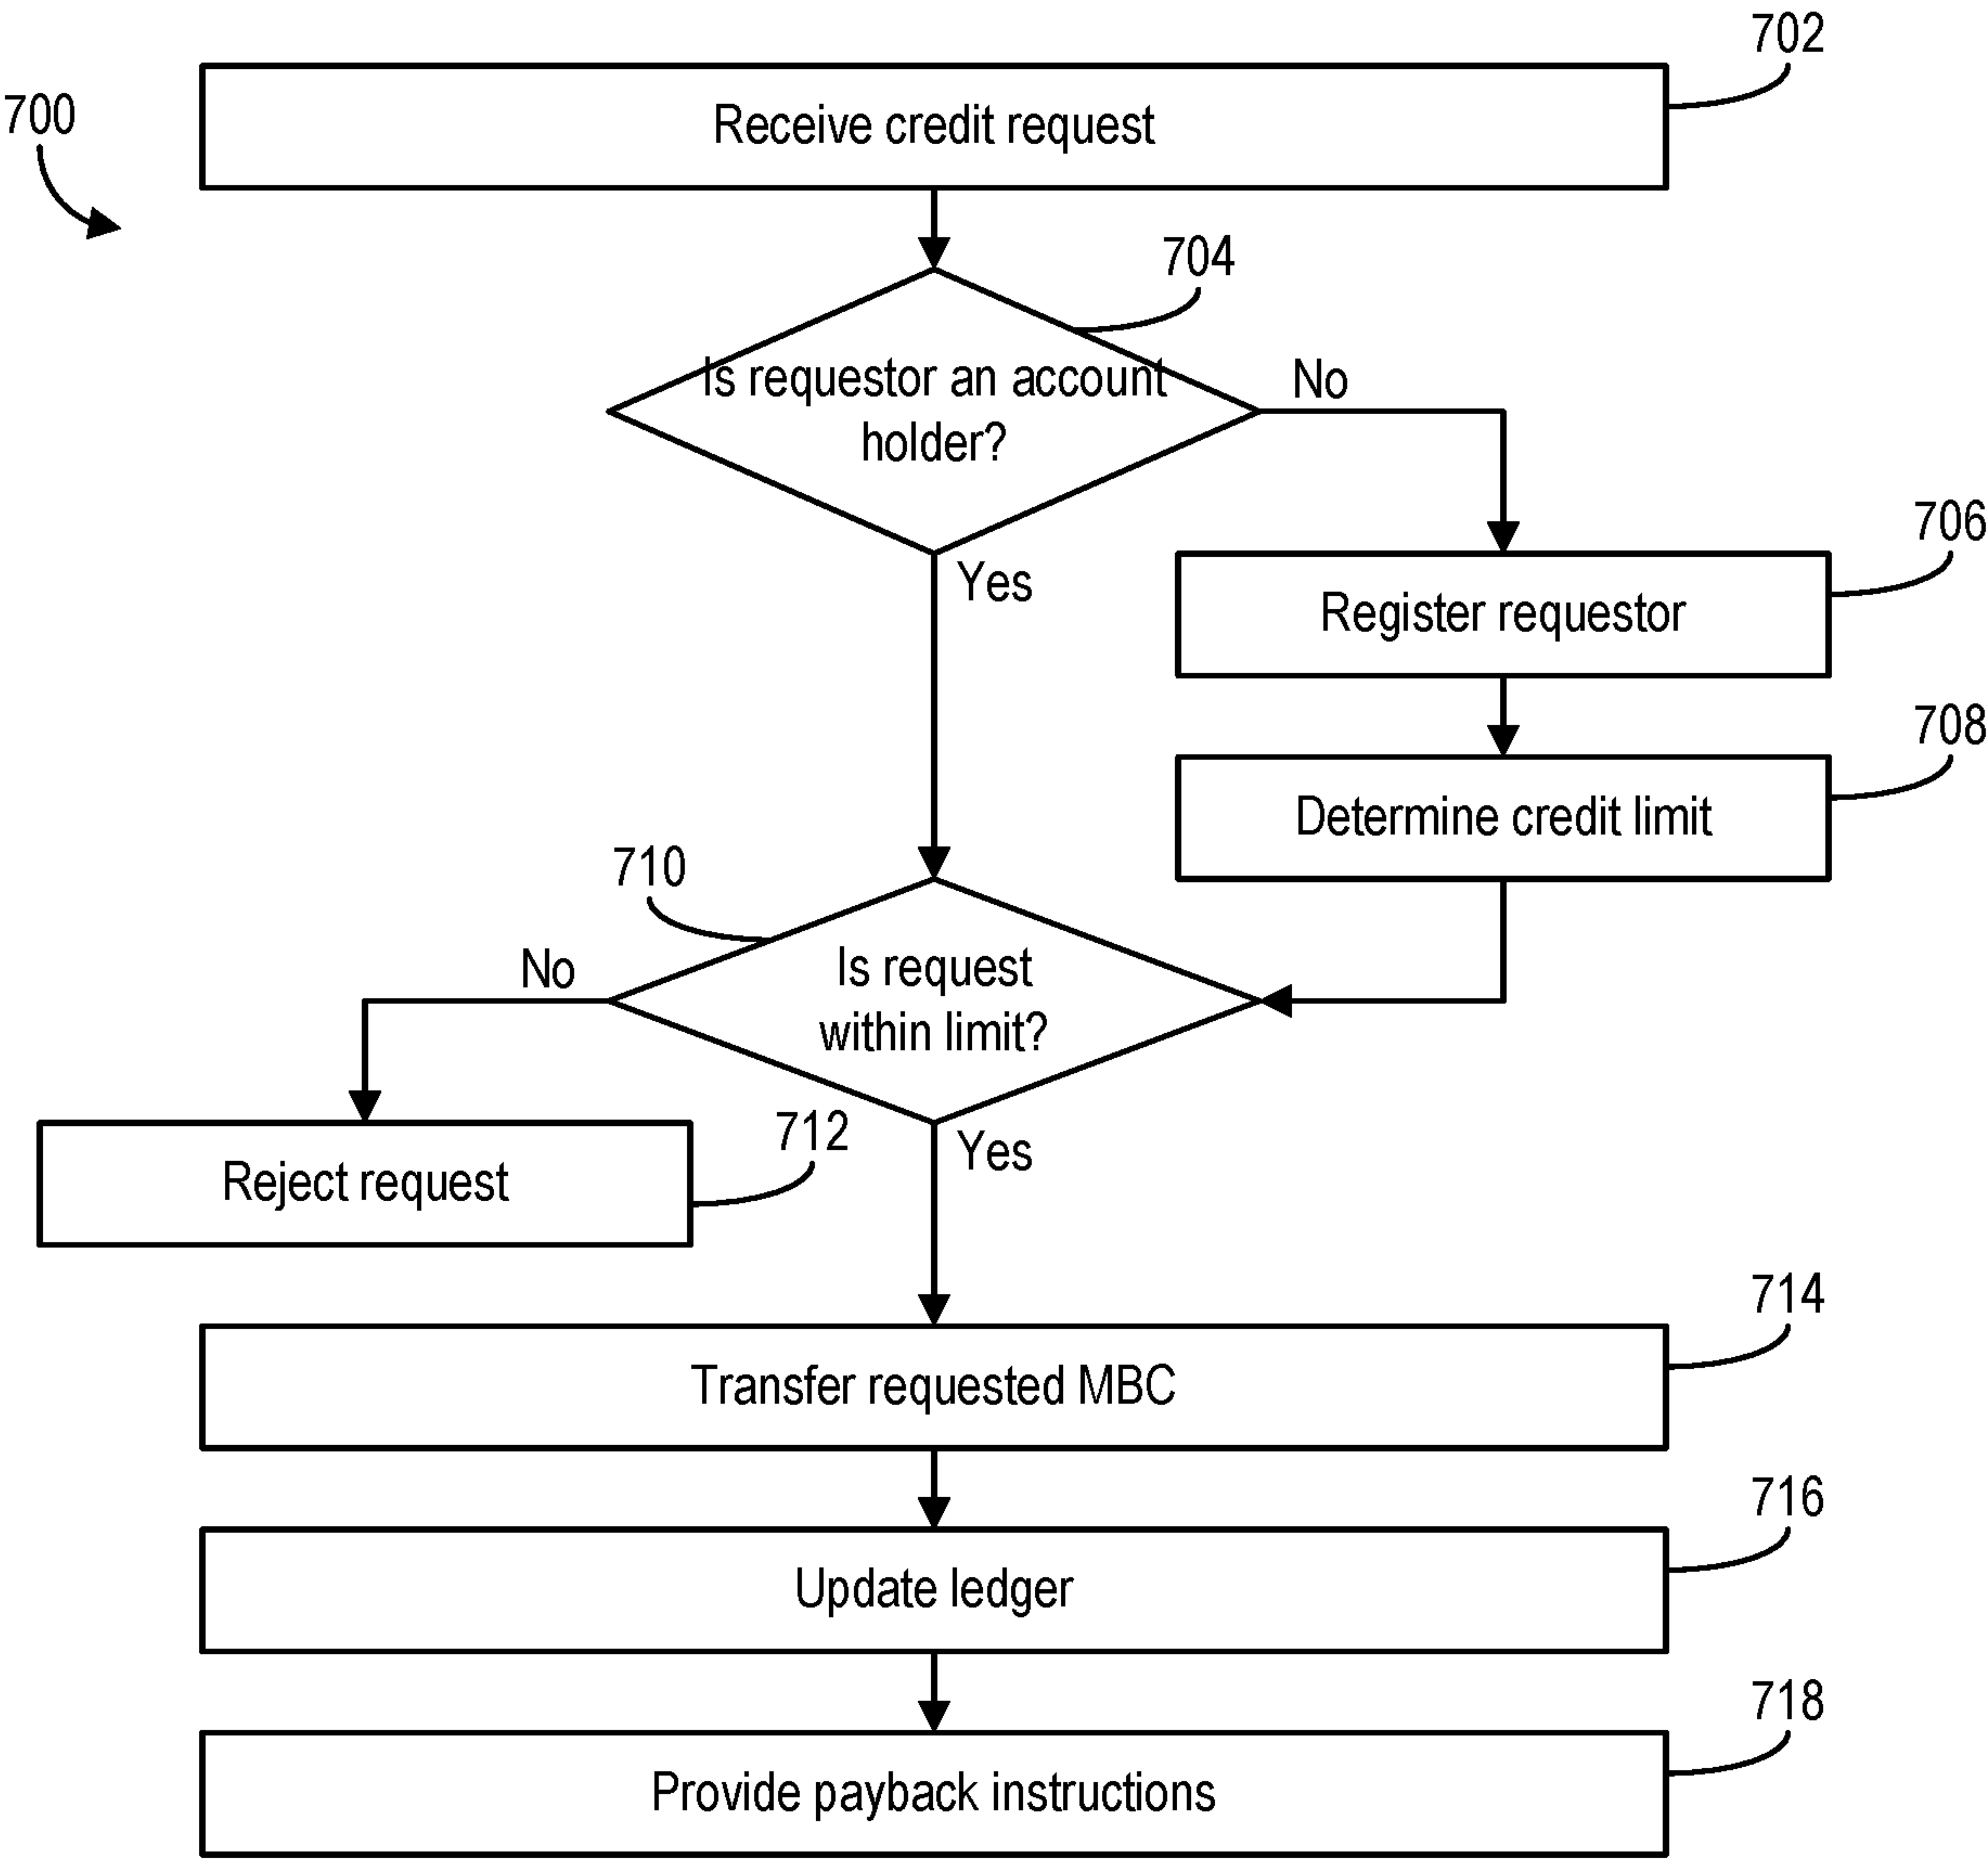 702
700
Receive credit request
704
Is requestor an account
holder?
No
Yes
706
Register requestor
708
Determine credit limit
710
No
Is request
within limit?
Yes
712
Reject request
714
Transfer requested MBC
716
Update ledger
718
Provide payback instructions